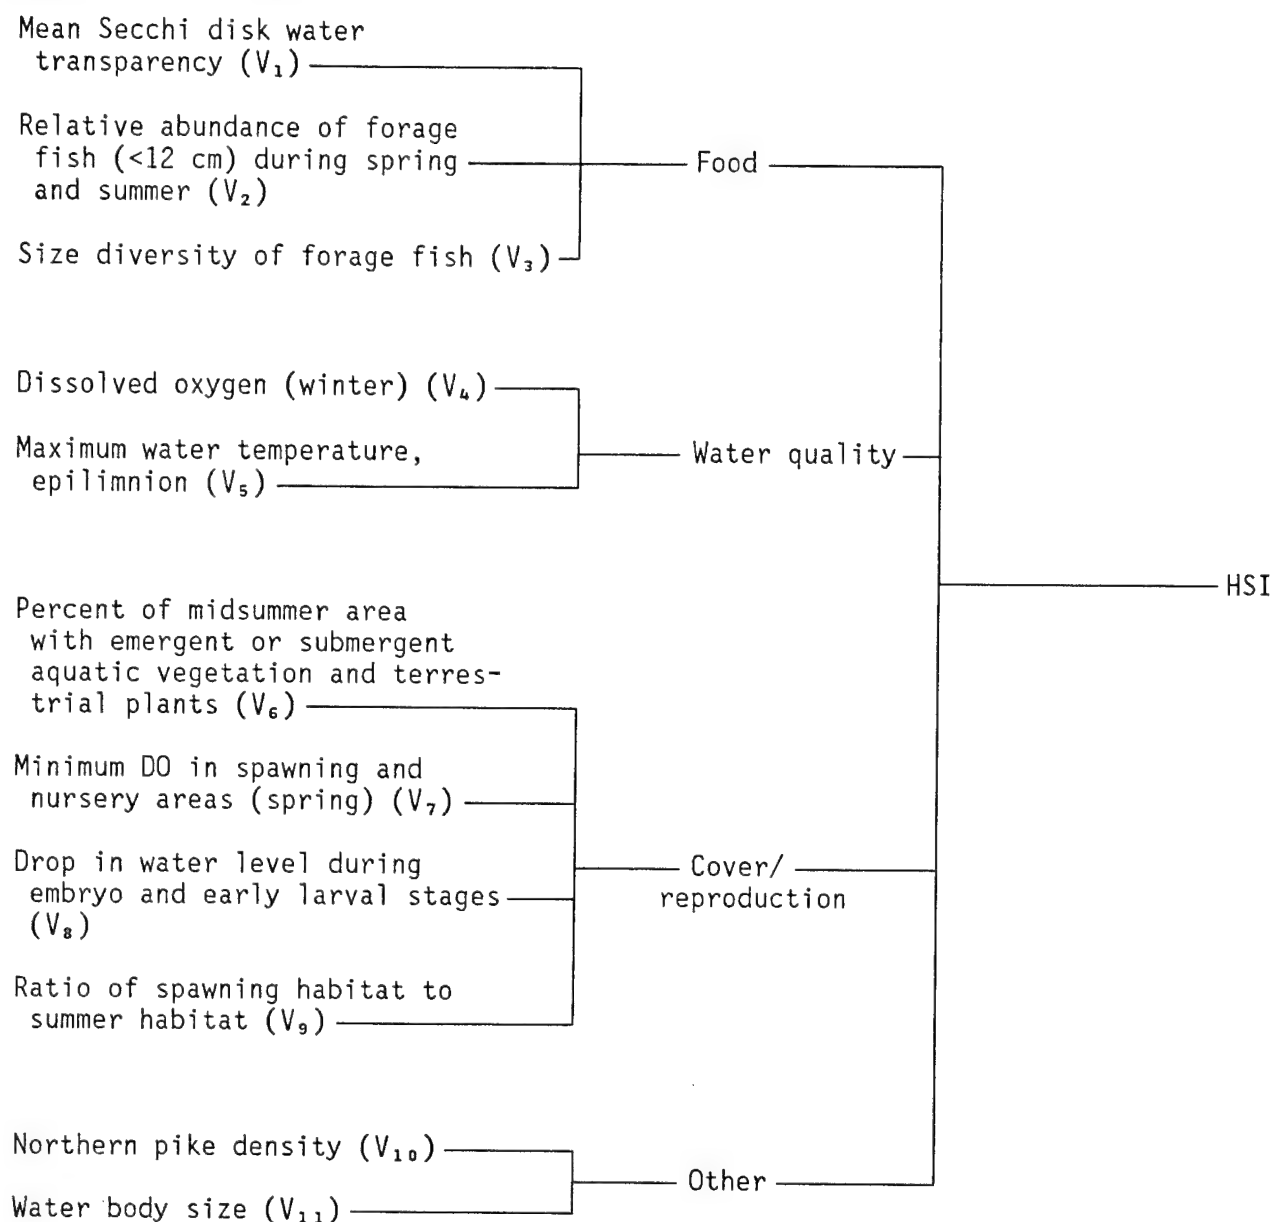 Mean Secchi disk water
transparency (V₁)
Relative abundance of forage
fish (<12 cm) during spring
and summer (V₂)
Food
Size diversity of forage fish (V₃)
Dissolved oxygen (winter) (V₄)
Maximum water temperature,
epilimnion (V₅)
Water quality
HSI
Percent of midsummer area
with emergent or submergent
aquatic vegetation and terres-
trial plants (V₆)
Minimum DO in spawning and
nursery areas (spring) (V₇)
Drop in water level during
embryo and early larval stages
(V₈)
Cover/
reproduction
Ratio of spawning habitat to
summer habitat (V₉)
Northern pike density (V₁₀)
Other
Water body size (V₁₁)